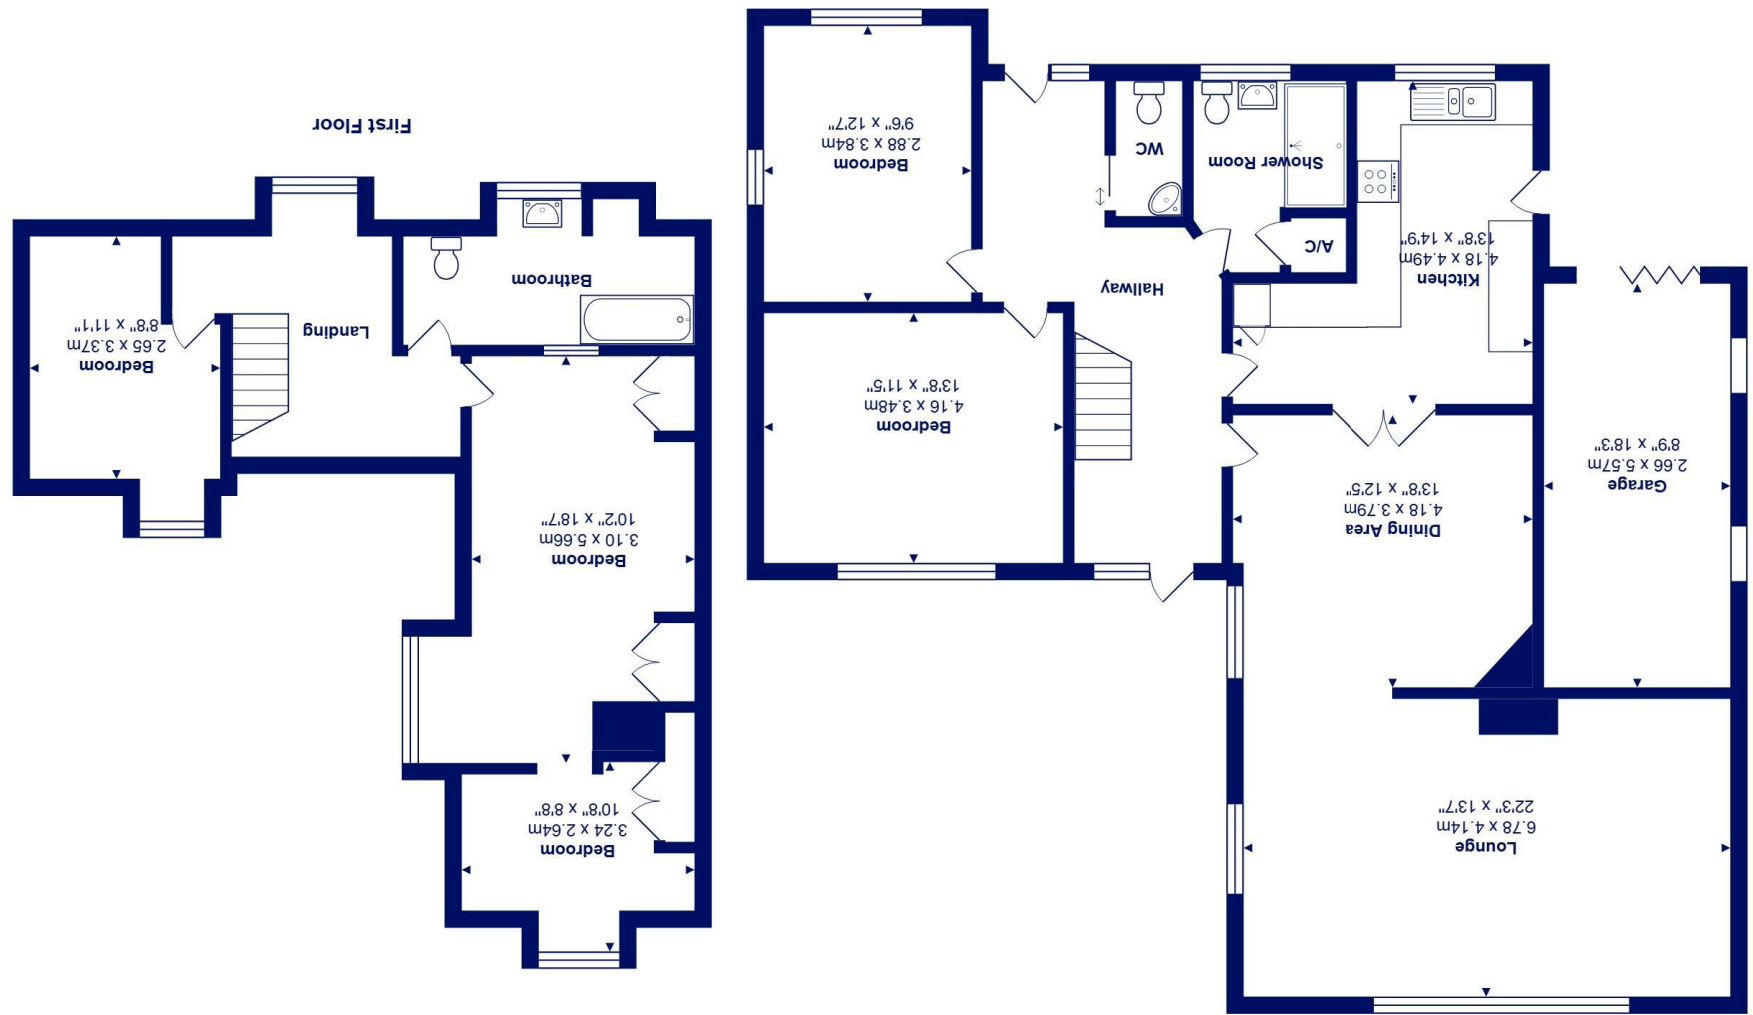 Lounge
6.78 x 4.14m
22'3" x 13'7"
Garage
2.66 x 5.57m
8'9" x 18'3"
Dining Area
4.18 x 3.79m
13'8" x 12'5"
Bedroom
4.16 x 3.48m
13'8" x 11'5"
Kitchen
4.18 x 4.49m
13'8" x 14'9"
Hallway
A/C
Shower Room
WC
Bedroom
2.88 x 3.84m
9'6" x 12'7"
Bedroom
3.24 x 2.64m
10'8" x 8'8"
Bedroom
3.10 x 5.66m
10'2" x 18'7"
Bedroom
2.65 x 3.37m
8'8" x 11'1"
Landing
Bathroom
First Floor